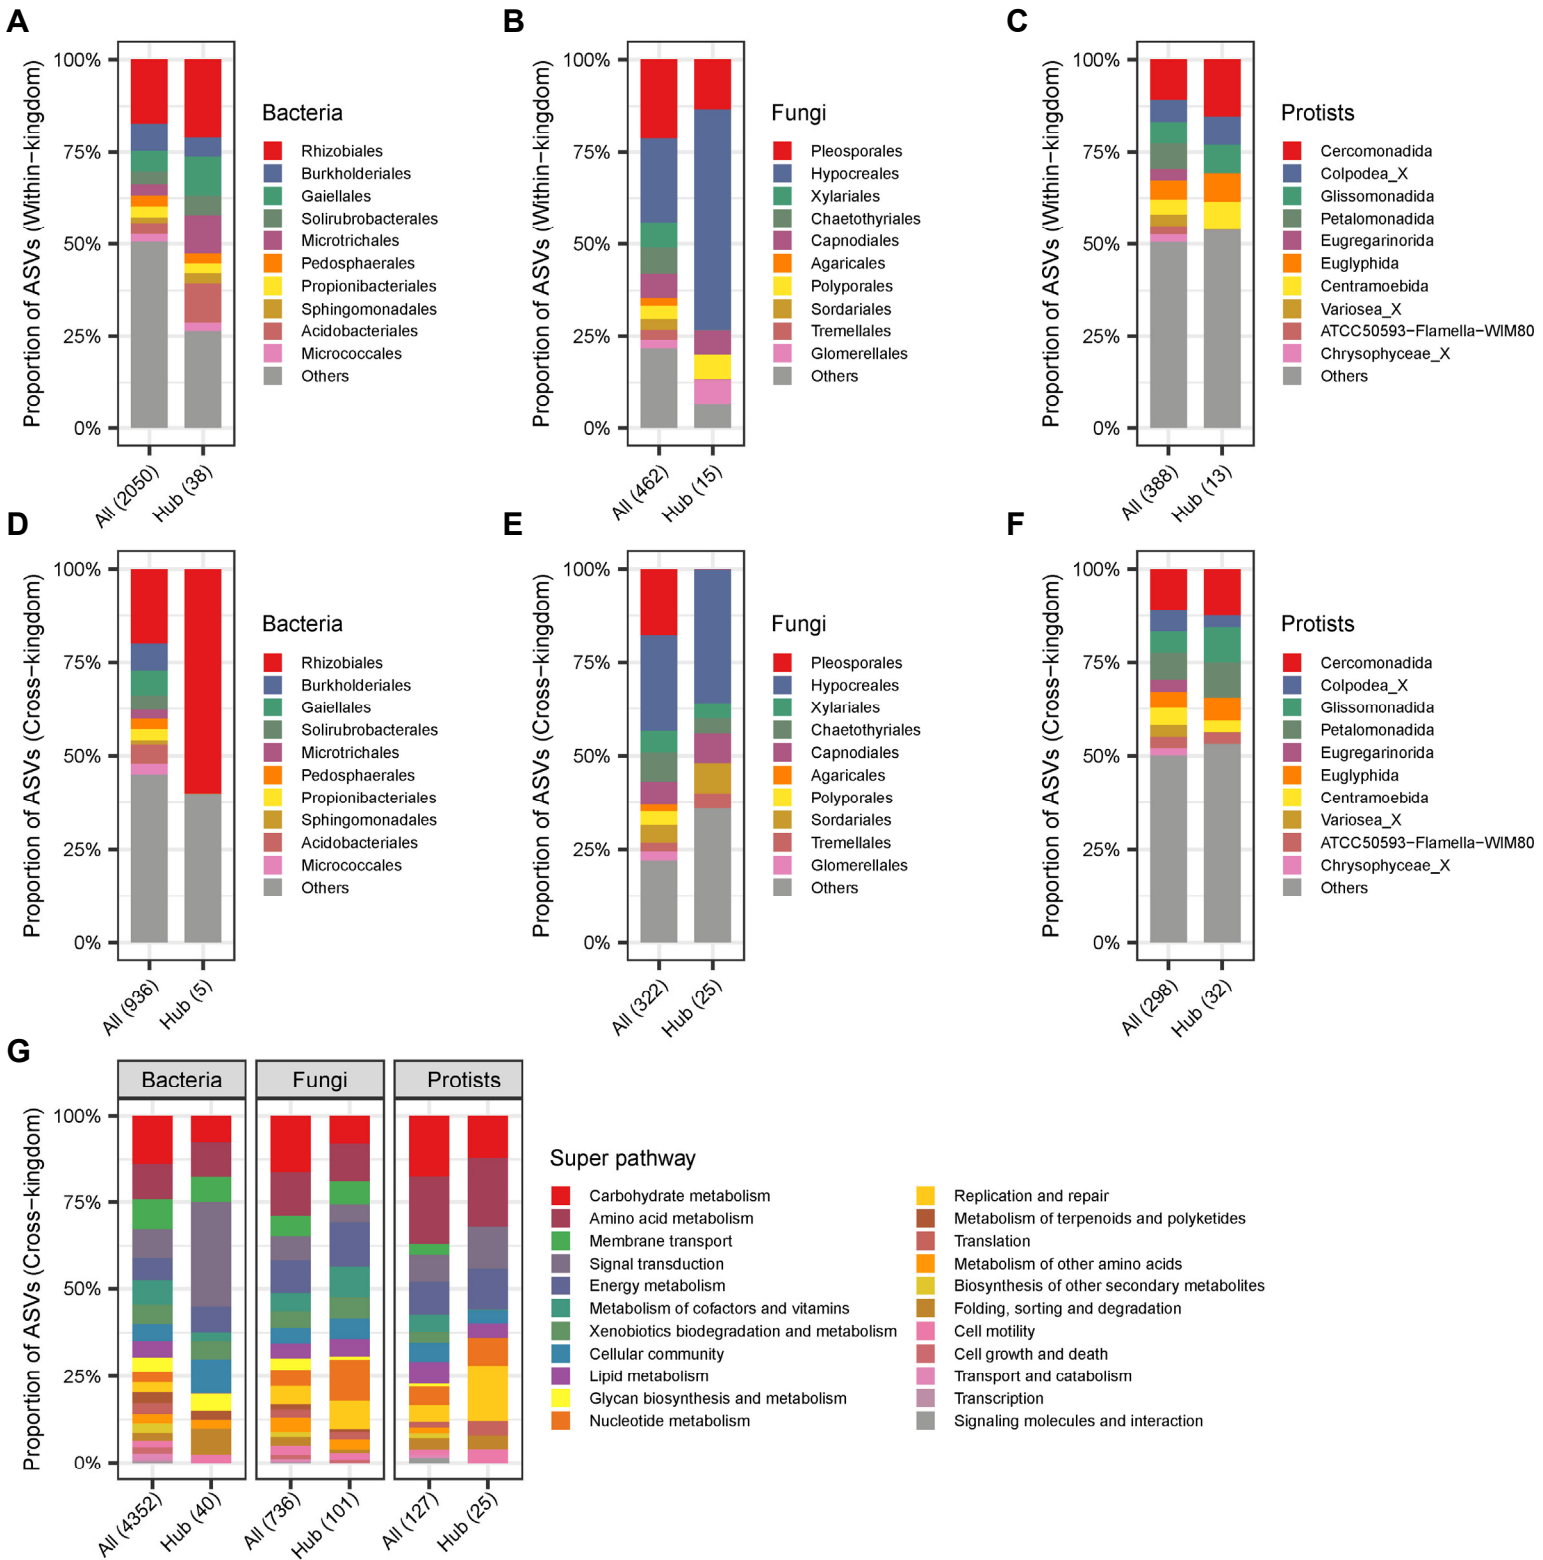 A
Proportion of ASVs (Within−kingdom)
100%
75%
50%
25%
0%
All (2050)
Hub (38)
Bacteria
Rhizobiales
Burkholderiales
Gaiellales
Solirubrobacterales
Microtrichales
Pedosphaerales
Propionibacteriales
Sphingomonadales
Acidobacteriales
Micrococcales
Others
B
Proportion of ASVs (Within−kingdom)
100%
75%
50%
25%
0%
All (462)
Hub (15)
Fungi
Pleosporales
Hypocreales
Xylariales
Chaetothyriales
Capnodiales
Agaricales
Polyporales
Sordariales
Tremellales
Glomerellales
Others
C
Proportion of ASVs (Within−kingdom)
100%
75%
50%
25%
0%
All (388)
Hub (13)
Protists
Cercomonadida
Colpodea_X
Glissomonadida
Petalomonadida
Eugregarinorida
Euglyphida
Centramoebida
Variosea_X
ATCC50593−Flamella−WIM80
Chrysophyceae_X
Others
D
Proportion of ASVs (Cross−kingdom)
100%
75%
50%
25%
0%
All (936)
Hub (5)
Bacteria
Rhizobiales
Burkholderiales
Gaiellales
Solirubrobacterales
Microtrichales
Pedosphaerales
Propionibacteriales
Sphingomonadales
Acidobacteriales
Micrococcales
Others
E
Proportion of ASVs (Cross−kingdom)
100%
75%
50%
25%
0%
All (322)
Hub (25)
Fungi
Pleosporales
Hypocreales
Xylariales
Chaetothyriales
Capnodiales
Agaricales
Polyporales
Sordariales
Tremellales
Glomerellales
Others
F
Proportion of ASVs (Cross−kingdom)
100%
75%
50%
25%
0%
All (298)
Hub (32)
Protists
Cercomonadida
Colpodea_X
Glissomonadida
Petalomonadida
Eugregarinorida
Euglyphida
Centramoebida
Variosea_X
ATCC50593−Flamella−WIM80
Chrysophyceae_X
Others
G
Proportion of ASVs (Cross−kingdom)
100%
75%
50%
25%
0%
Bacteria
Fungi
Protists
All (4352)
Hub (40)
All (736)
Hub (101)
All (127)
Hub (25)
Super pathway
Carbohydrate metabolism
Amino acid metabolism
Membrane transport
Signal transduction
Energy metabolism
Metabolism of cofactors and vitamins
Xenobiotics biodegradation and metabolism
Cellular community
Lipid metabolism
Glycan biosynthesis and metabolism
Nucleotide metabolism
Replication and repair
Metabolism of terpenoids and polyketides
Translation
Metabolism of other amino acids
Biosynthesis of other secondary metabolites
Folding, sorting and degradation
Cell motility
Cell growth and death
Transport and catabolism
Transcription
Signaling molecules and interaction